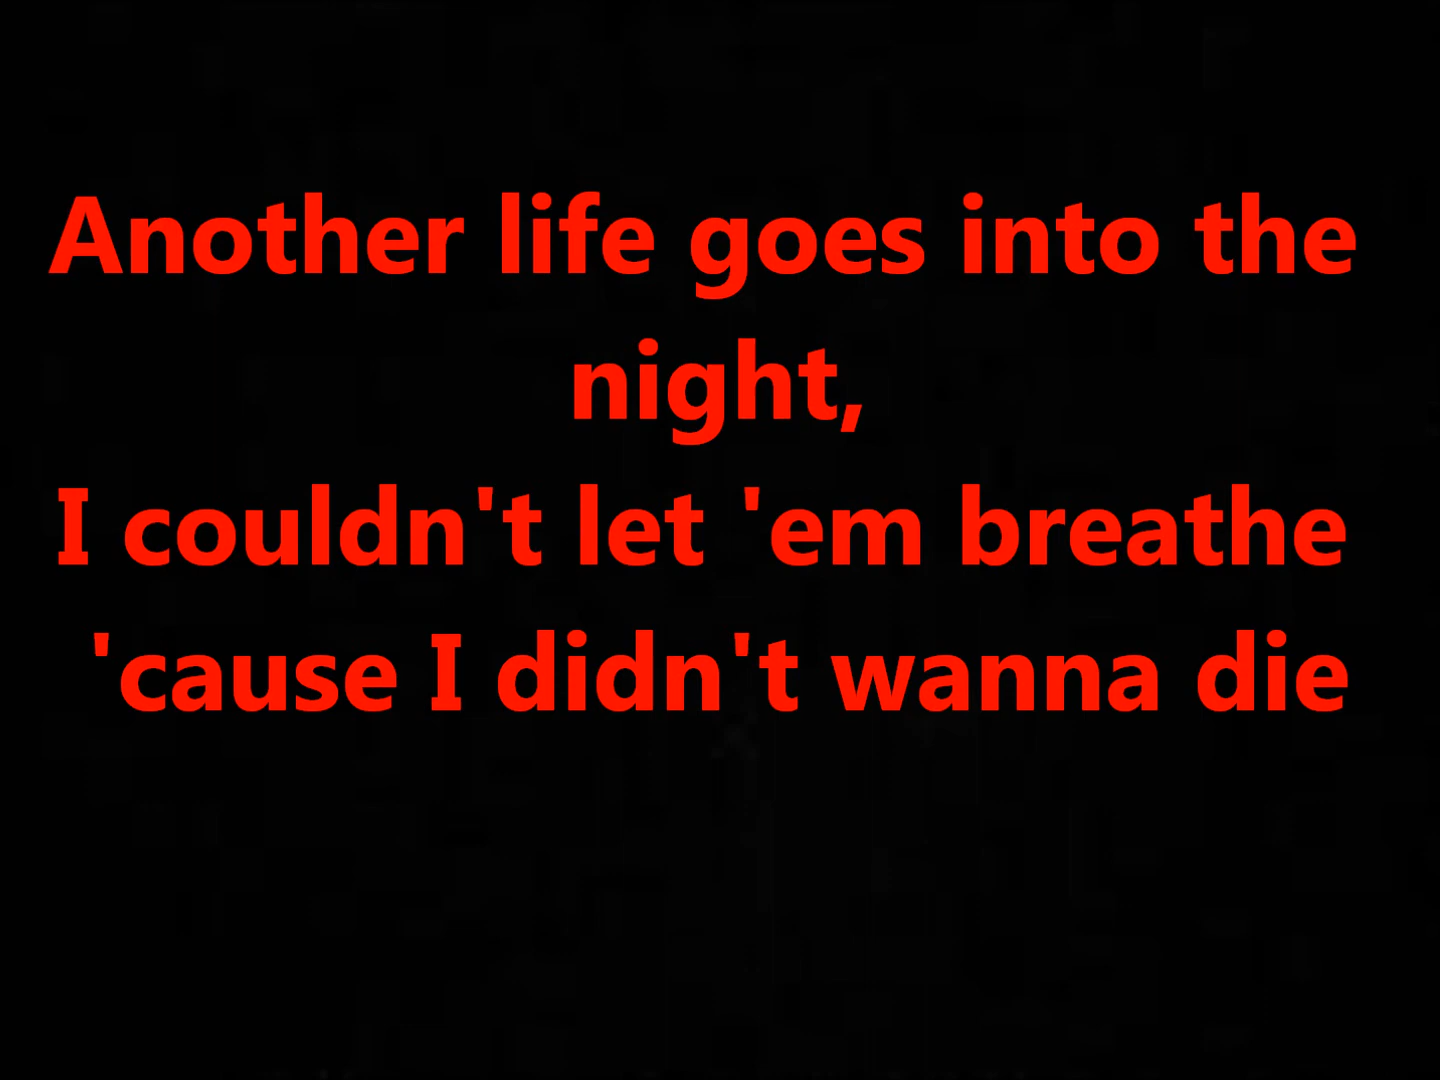 Another life goes into the
night,
I couldn't let 'em breathe
'cause I didn't wanna die